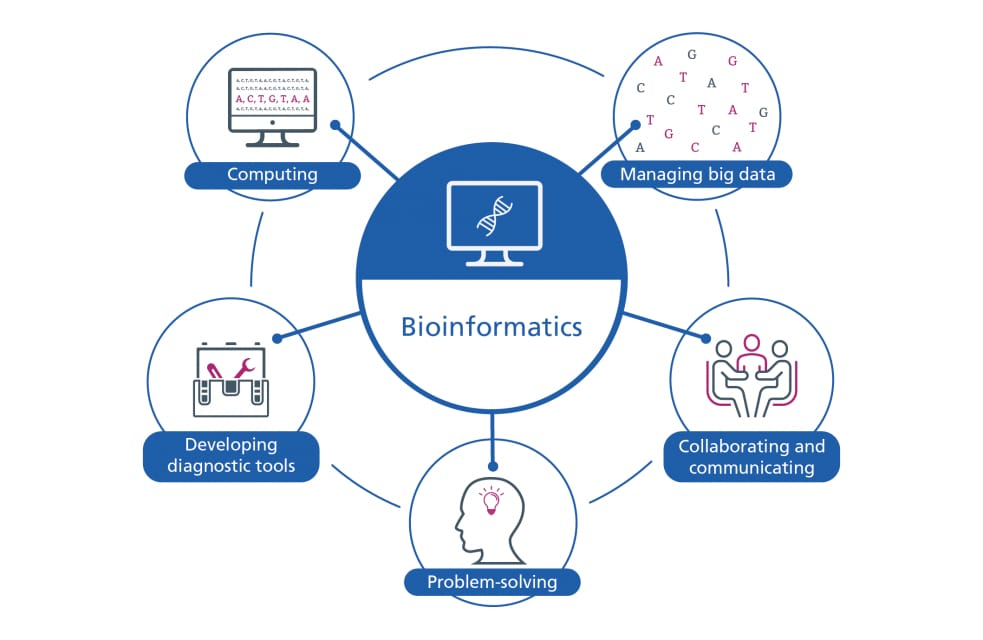 A, C, T, G, T, A, A
Computing
A G G
C T A T
C T A G
T G C T
A C A
Managing big data
Bioinformatics
Developing
diagnostic tools
Collaborating and
communicating
Problem-solving